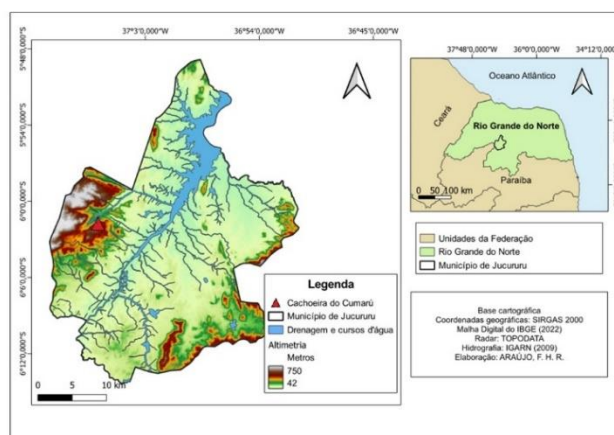 37°3'0,000"S 36°54'0,000"S 36°45'0,000"S
5°48'0,000"S
5°54'0,000"S
6°0'0,000"S
6°6'0,000"S
6°12'0,000"S
Legenda
Cachoeira do Cumarú
Município de Jucururu
Drenagem e cursos d'água
Altimetria
Metros
750
42
0 5 10 km
37°48'0,000"S 36°0'0,000"S 34°12'0,000"S
Oceano Atlântico
Ceará
Rio Grande do Norte
Paraíba
0 50 100 km
Unidades da Federação
Rio Grande do Norte
Município de Jucururu
Base cartográfica
Coordenadas geográficas: SIRGAS 2000
Malha Digital do IBGE (2022)
Radar: TOPODATA
Hidrografia: IGARN (2009)
Elaboração: ARAÚJO, F. H. R.